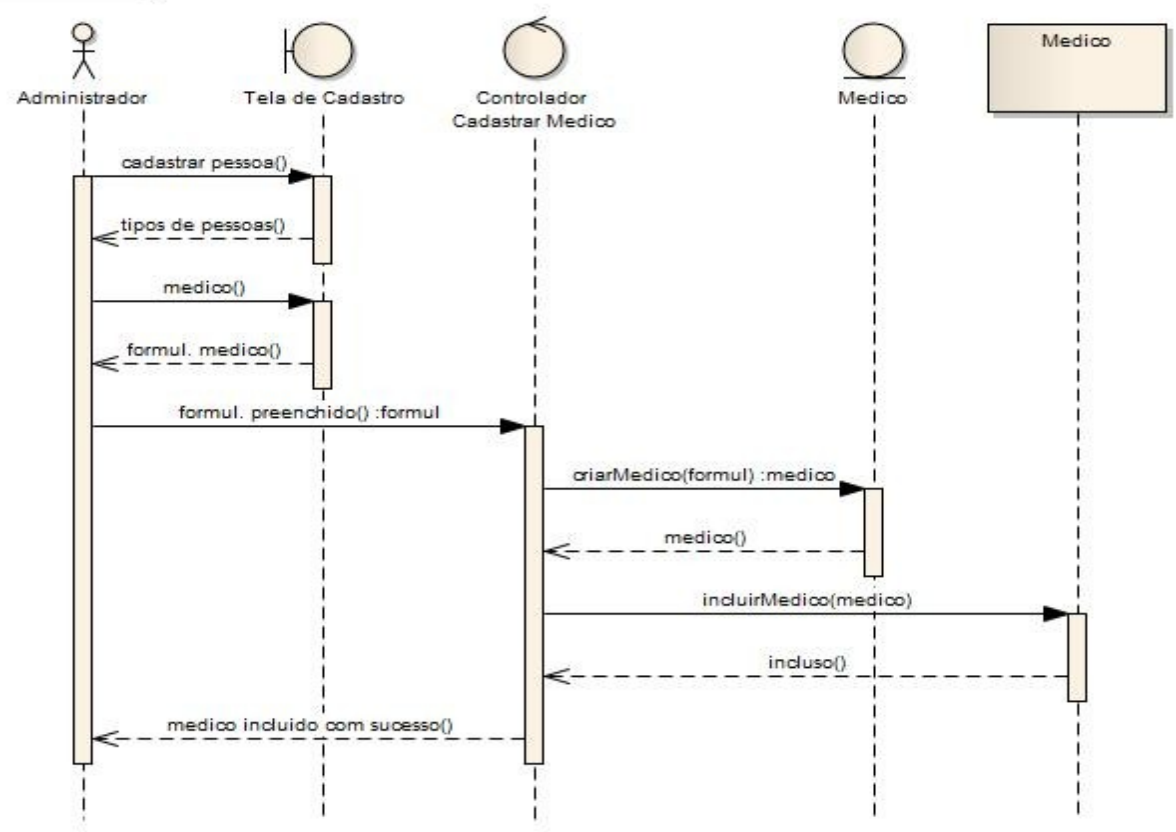 Medico
Administrador
Tela de Cadastro
Controlador
Cadastrar Medico
Medico
cadastrar pessoa()
tipos de pessoas()
medico()
formul. medico()
formul. preenchido() :formul
criarMedico(formul) :medico
medico()
incluirMedico(medico)
incluso()
medico incluido com sucesso()